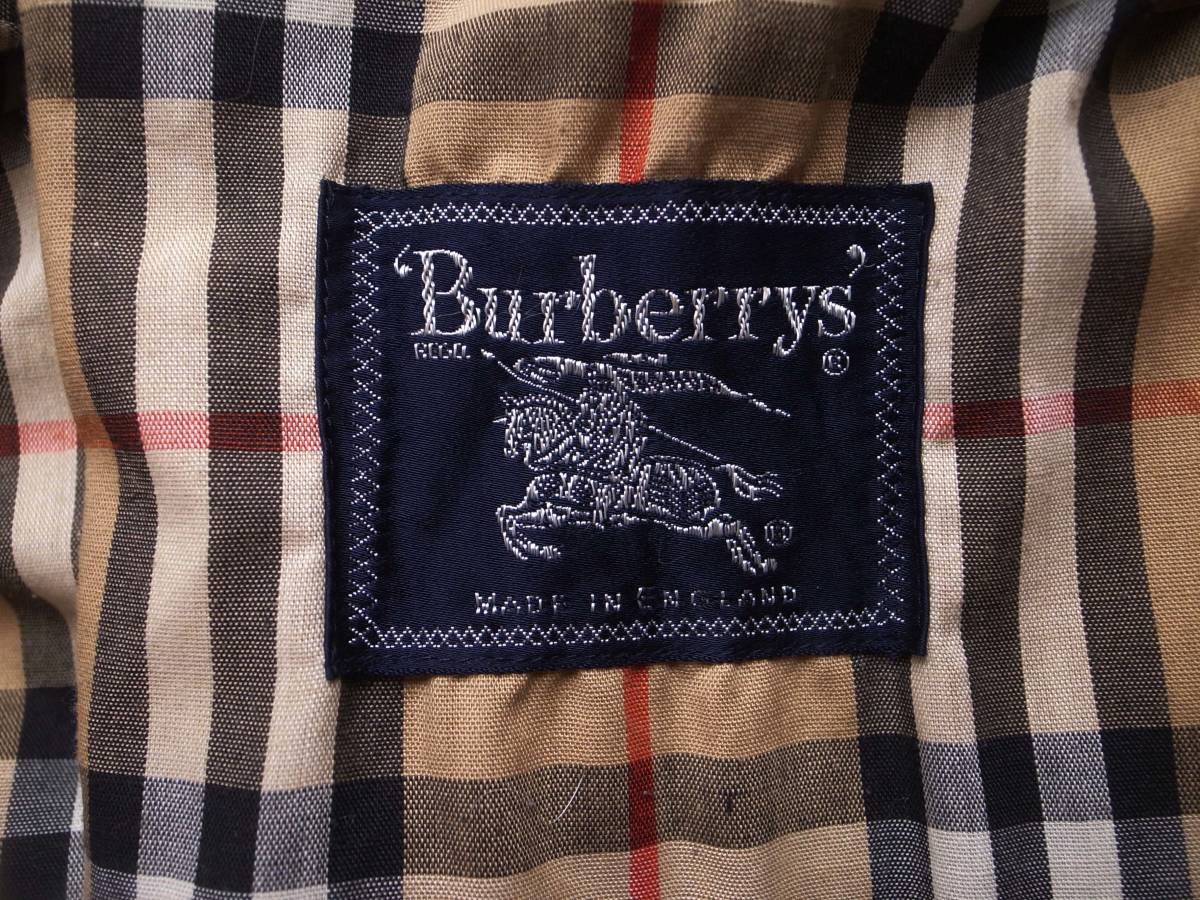 'Burberrys'
REGD. ®
®
MADE IN ENGLAND